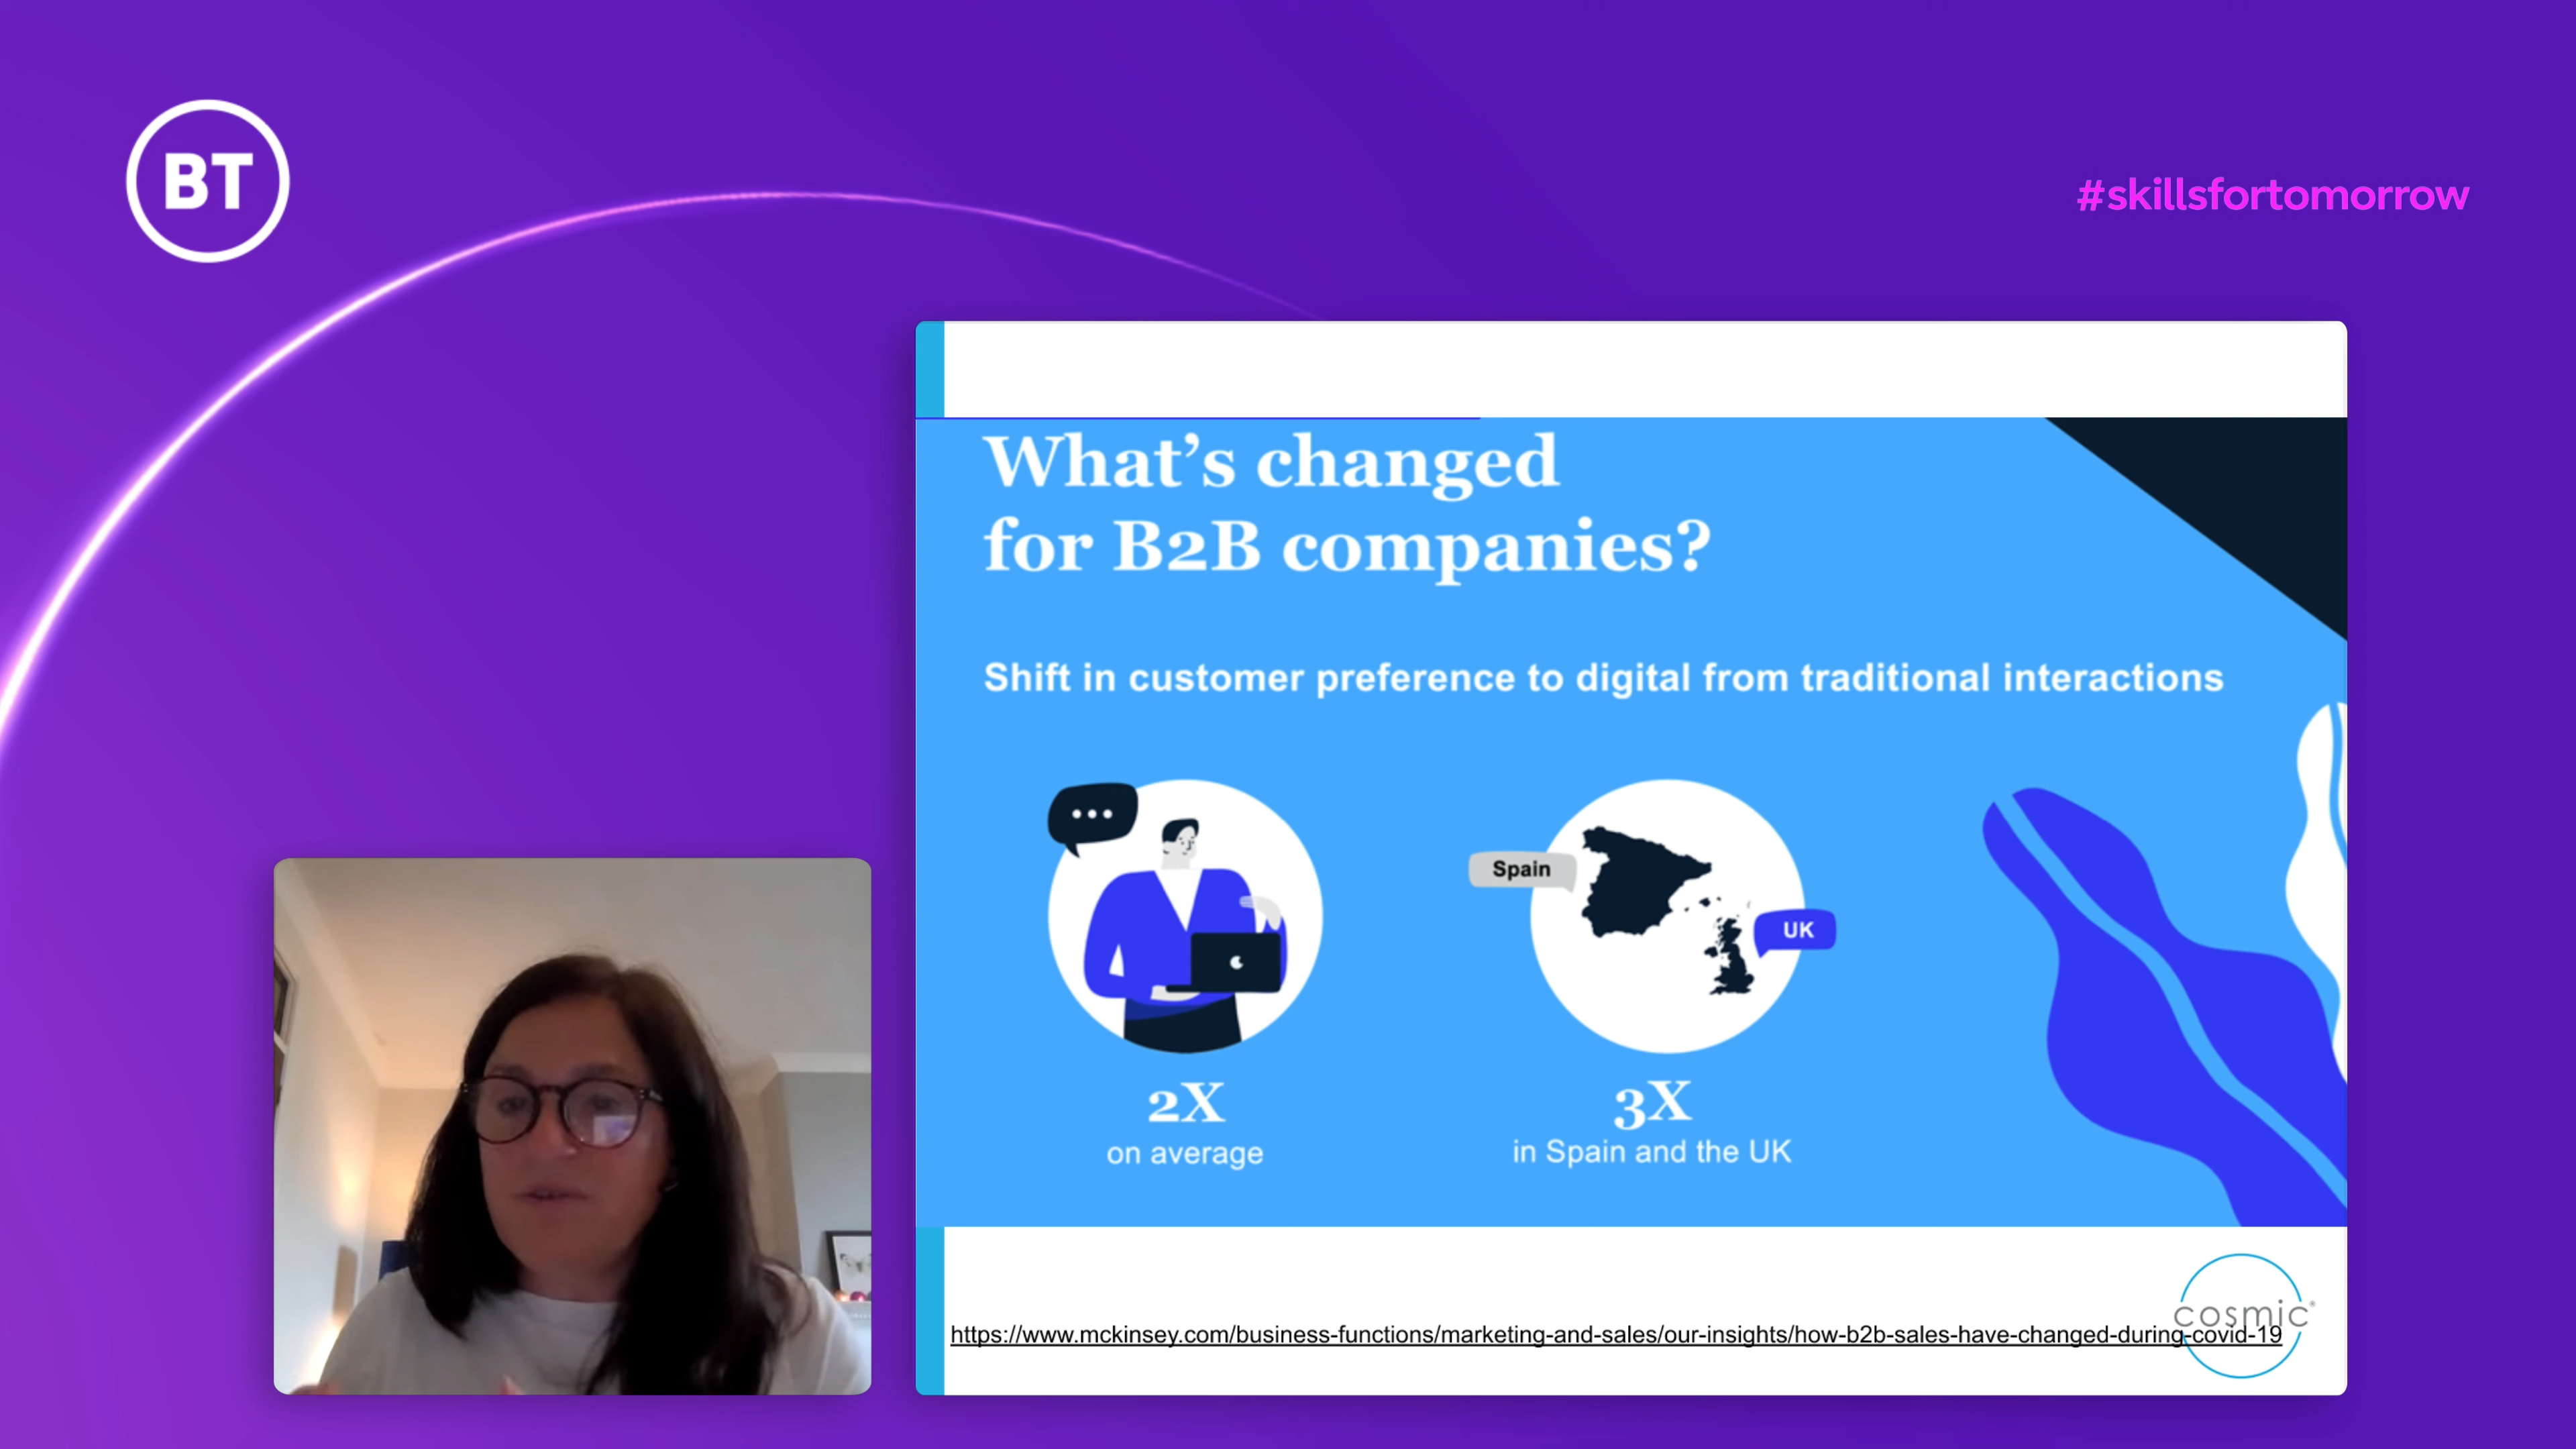 BT
#skillsfortomorrow
What's changed
for B2B companies?
Shift in customer preference to digital from traditional interactions
Spain
UK
2X
on average
3X
in Spain and the UK
cosmic
https://www.mckinsey.com/business-functions/marketing-and-sales/our-insights/how-b2b-sales-have-changed-during-covid-19